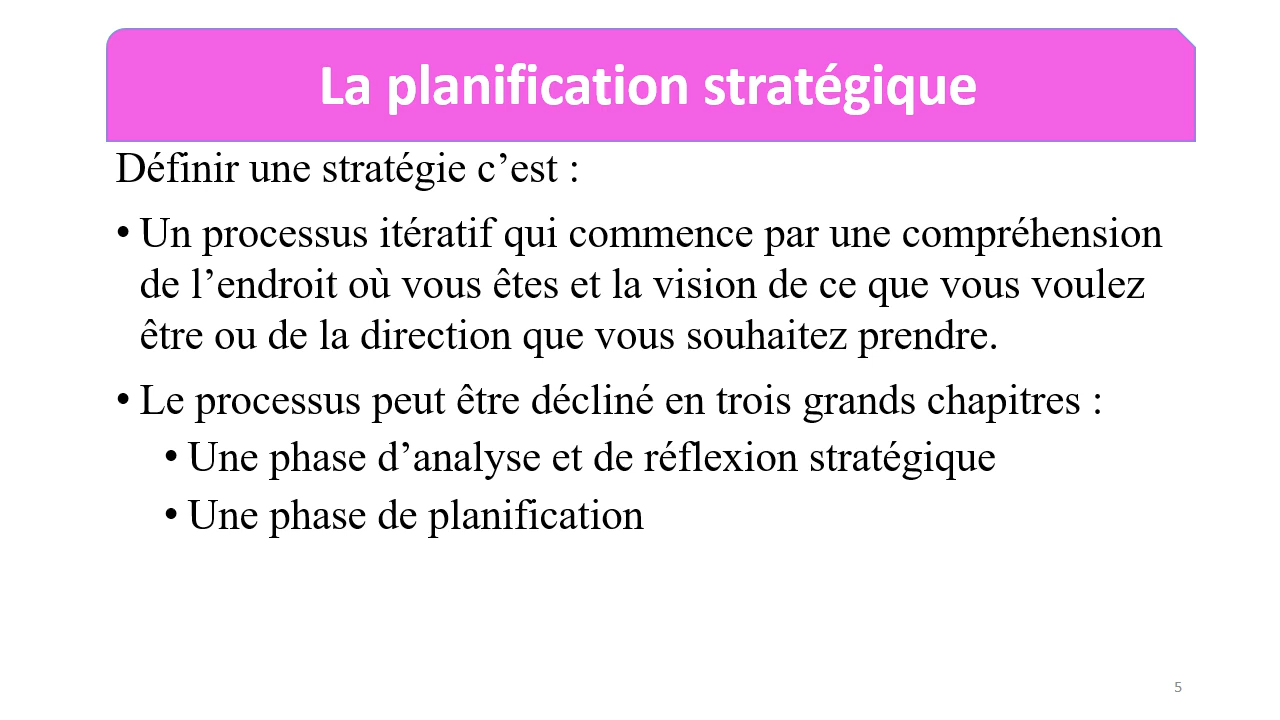 La planification stratégique
Définir une stratégie c’est :
• Un processus itératif qui commence par une compréhension
de l’endroit où vous êtes et la vision de ce que vous voulez
être ou de la direction que vous souhaitez prendre.
• Le processus peut être décliné en trois grands chapitres :
• Une phase d’analyse et de réflexion stratégique
• Une phase de planification
5